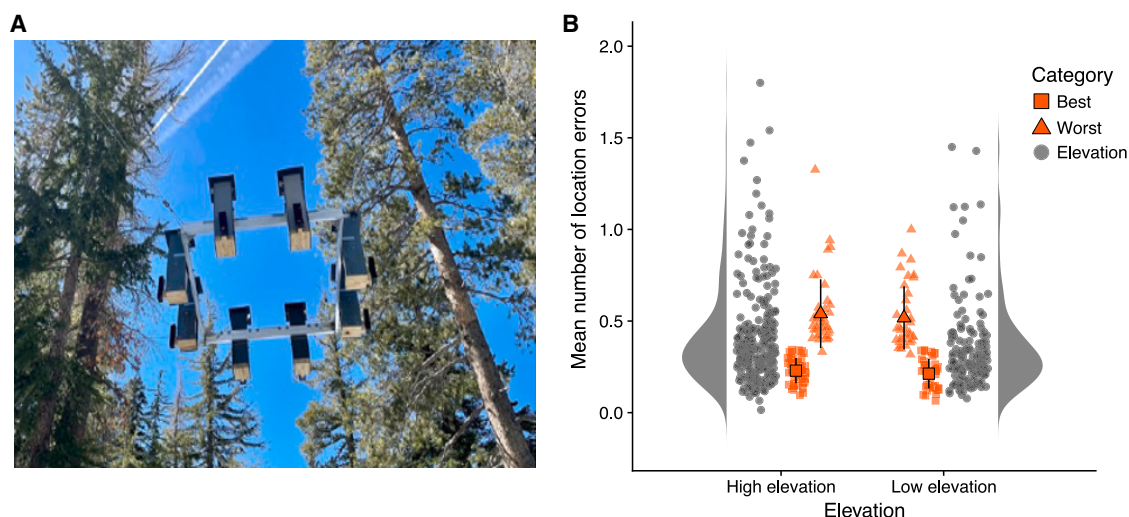 A
B
Mean number of location errors
2.0
1.5
1.0
0.5
0.0
High elevation
Low elevation
Elevation
Category
Best
Worst
Elevation